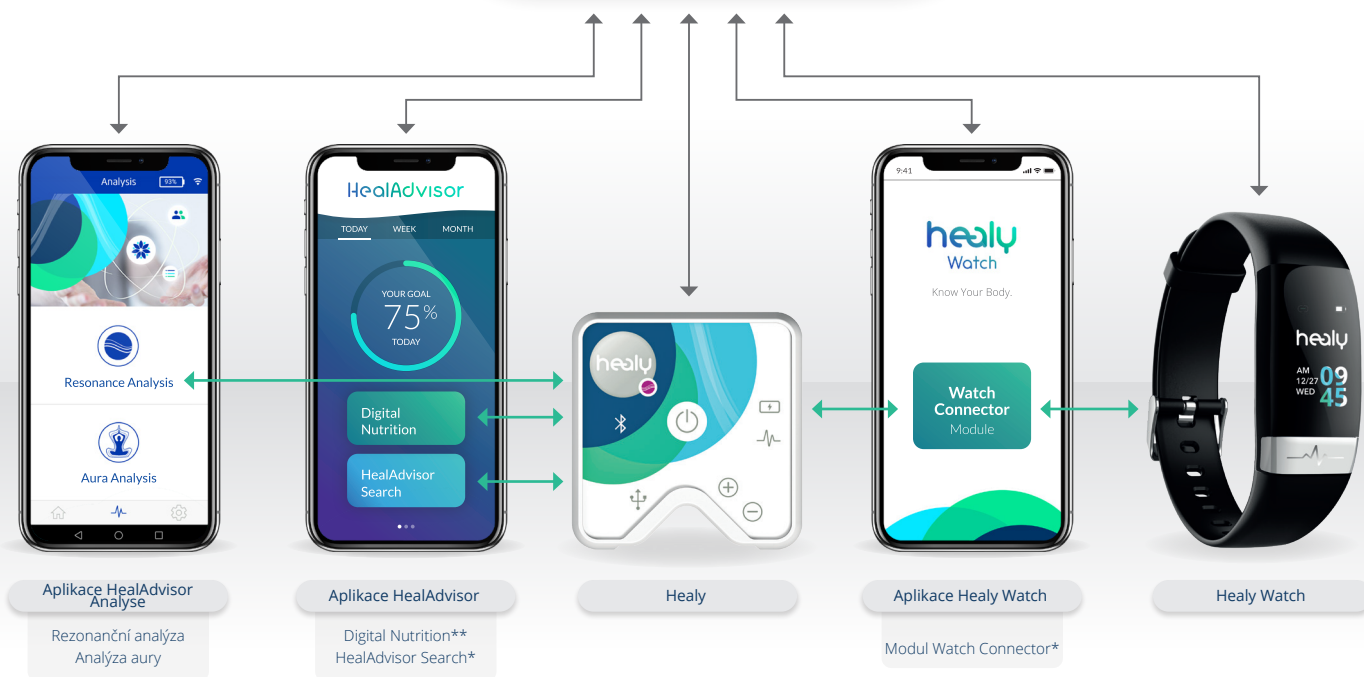 Analysis
93%
Resonance Analysis
Aura Analysis
HealAdvisor
TODAY
WEEK
MONTH
YOUR GOAL
75%
TODAY
Digital
Nutrition
HealAdvisor
Search
healy
9:41
healy
Watch
Know Your Body.
Watch
Connector
Module
healy
AM
12/27
WED
09
45
Aplikace HealAdvisor
Analyse
Rezonanční analýza
Analýza aury
Aplikace HealAdvisor
Digital Nutrition**
HealAdvisor Search*
Healy
Aplikace Healy Watch
Modul Watch Connector*
Healy Watch